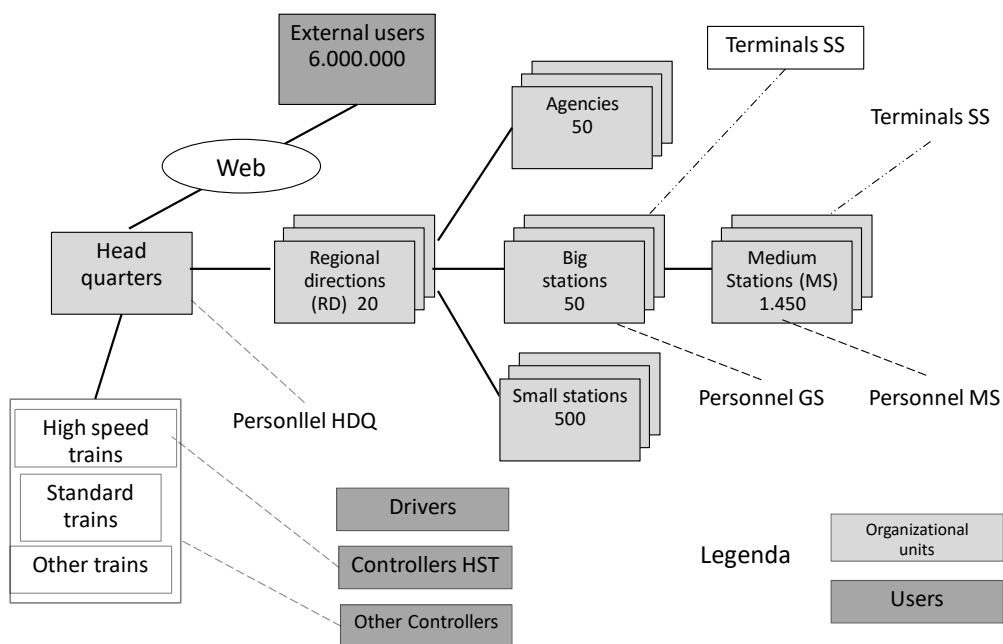 External users
6.000.000
Terminals SS
Agencies
50
Terminals SS
Web
Head
quarters
Regional
directions
(RD) 20
Big
stations
50
Medium
Stations (MS)
1.450
Small stations
500
Personllel HDQ
Personnel GS
Personnel MS
High speed
trains
Standard
trains
Other trains
Drivers
Controllers HST
Other Controllers
Legenda
Organizational
units
Users